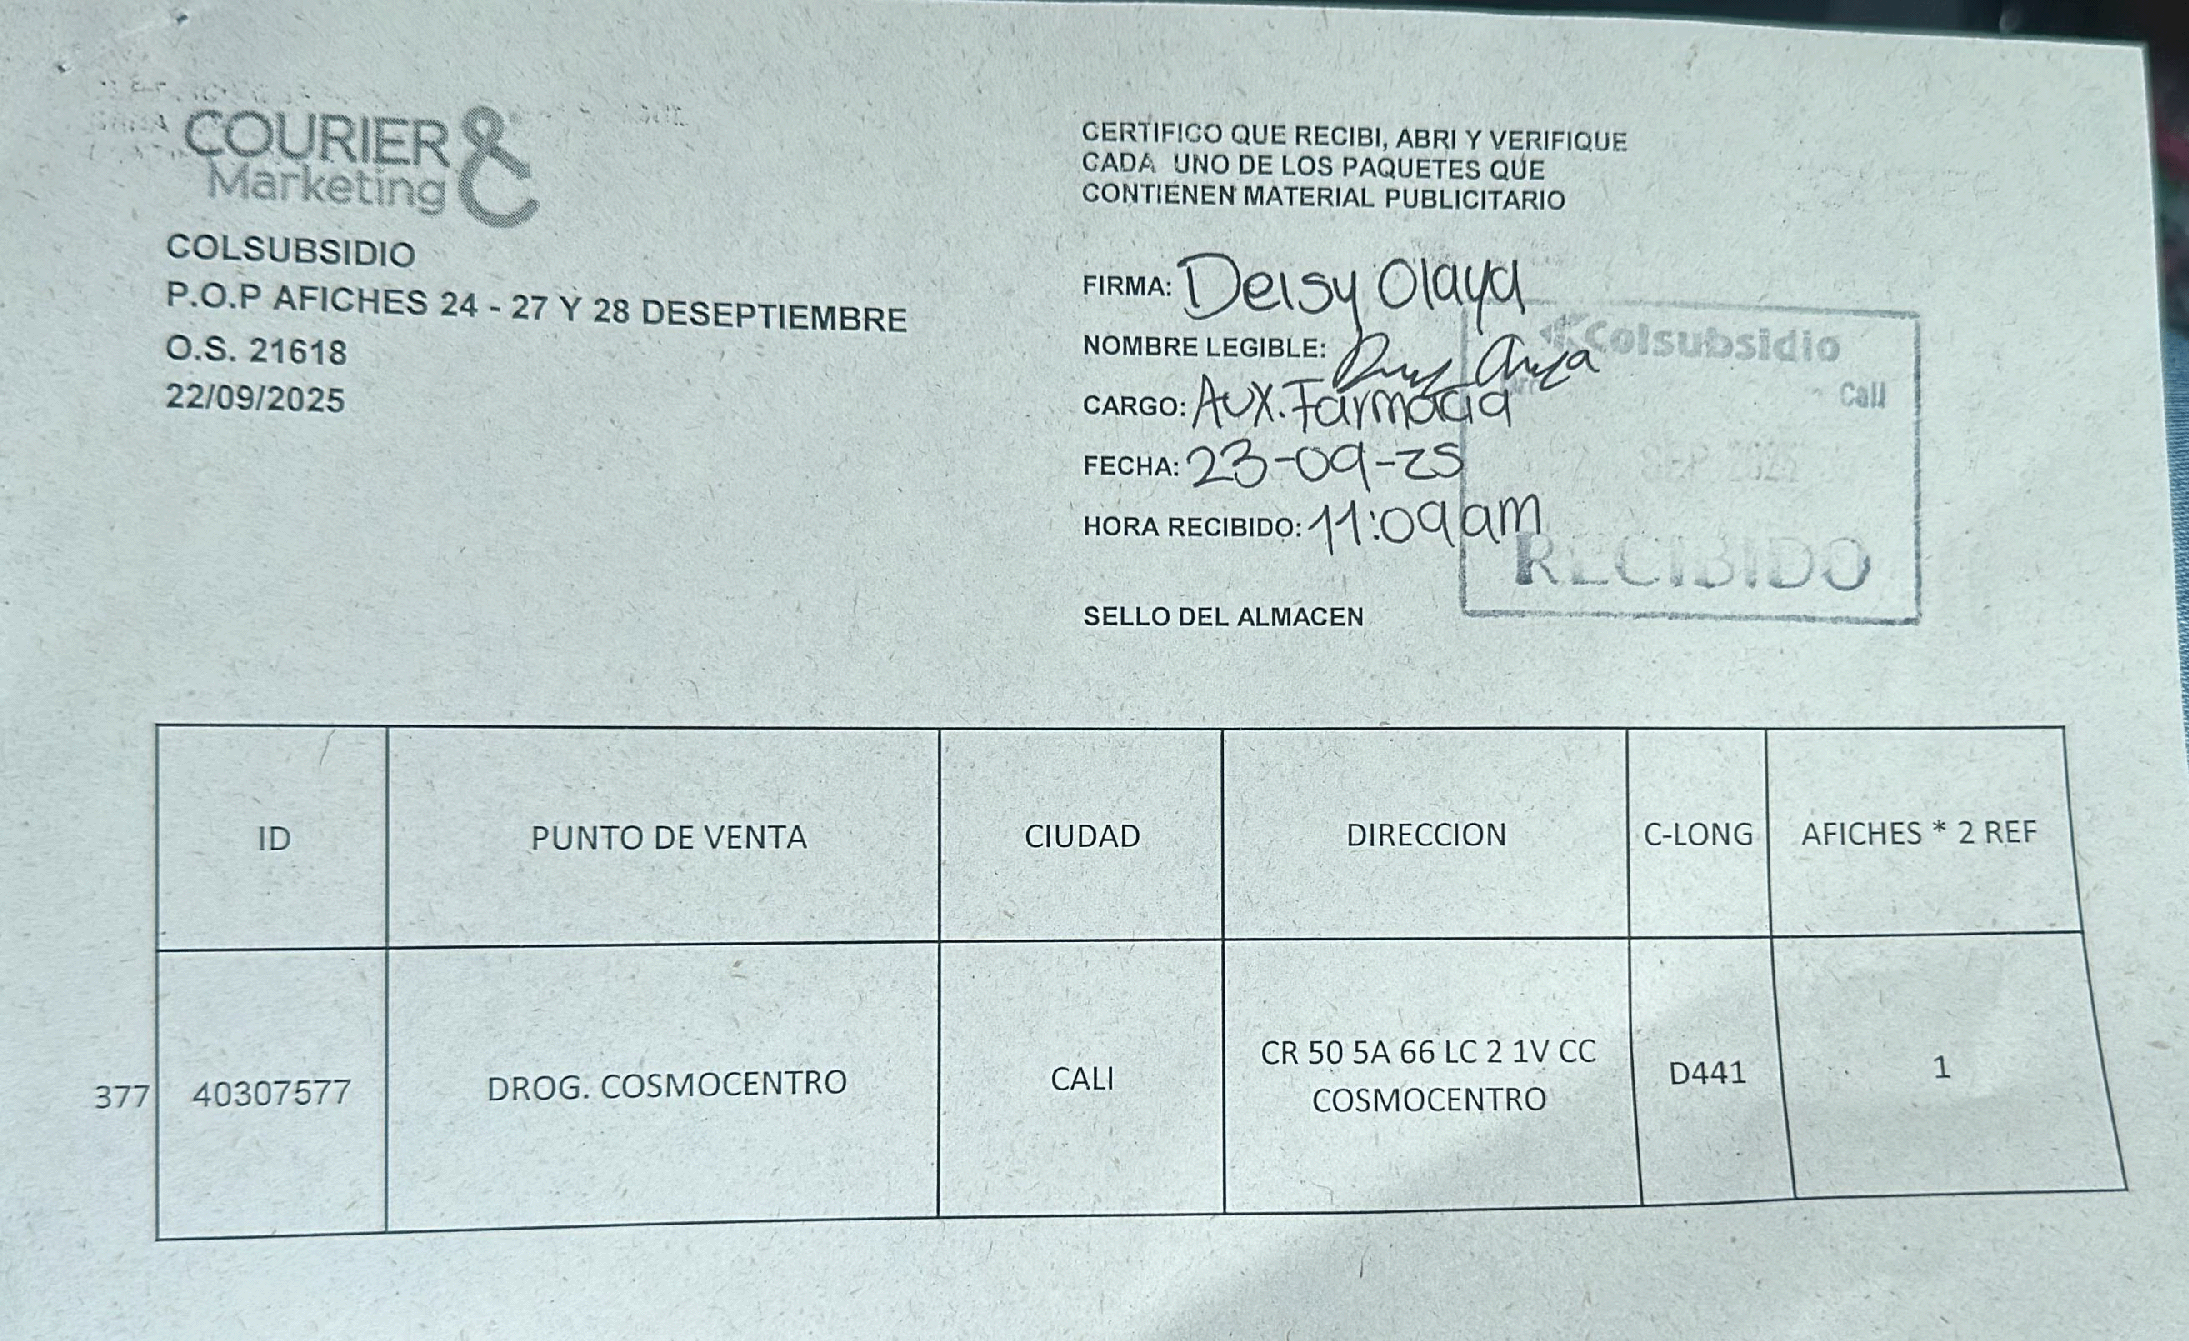 COURIER &
Marketing
COLSUBSIDIO
P.O.P AFICHES 24 - 27 Y 28 DESEPTIEMBRE
O.S. 21618
22/09/2025
CERTIFICO QUE RECIBI, ABRI Y VERIFIQUE
CADA UNO DE LOS PAQUETES QUE
CONTIENEN MATERIAL PUBLICITARIO
FIRMA: Deisy Olaya
NOMBRE LEGIBLE:
CARGO: Aux. Farmacia
FECHA: 23-09-25
HORA RECIBIDO: 11:09am
SELLO DEL ALMACEN
Colsubsidio
Cali
SEP 2025
RECIBIDO
ID PUNTO DE VENTA CIUDAD DIRECCION C-LONG AFICHES * 2 REF
377 40307577 DROG. COSMOCENTRO CALI CR 50 5A 66 LC 2 1V CC COSMOCENTRO D441 1